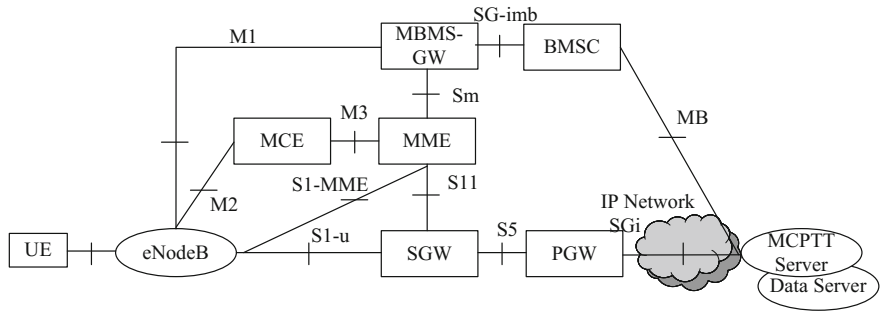 SG-imb
M1
MBMS-
GW
BMSC
Sm
M3
MB
MCE
MME
S1-MME
S11
M2
IP Network
SGi
S1-u
S5
UE
eNodeB
SGW
PGW
MCPTT
Server
Data Server